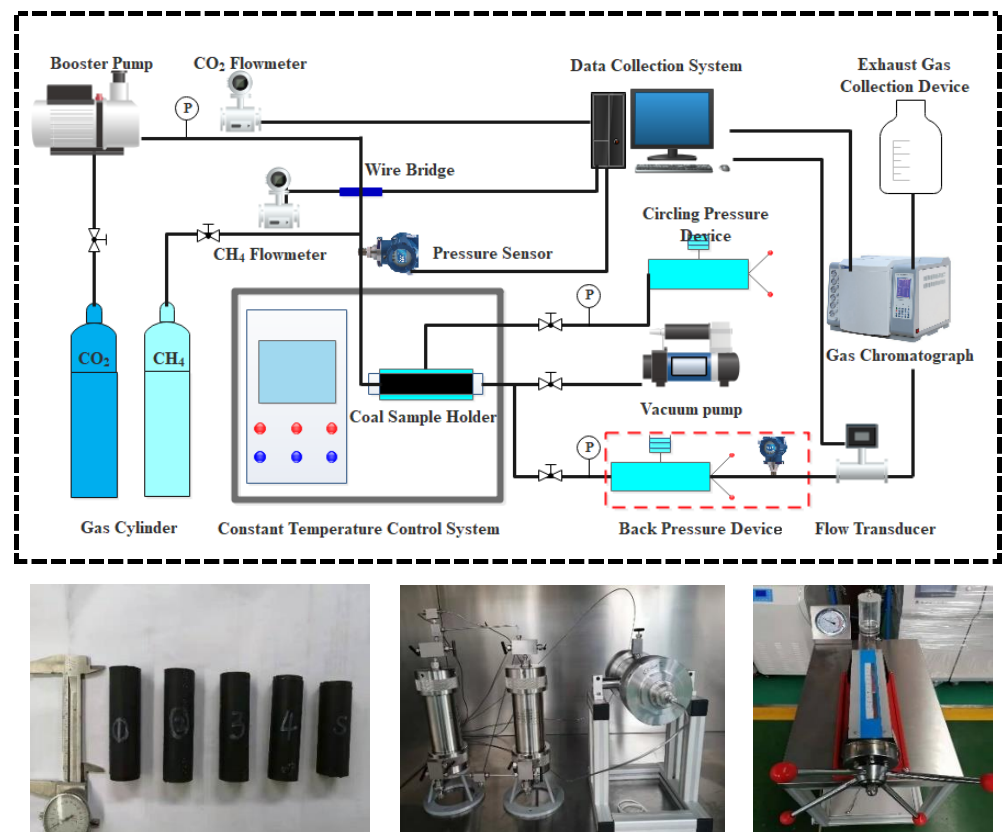 Booster Pump
CO₂ Flowmeter
Data Collection System
Exhaust Gas
Collection Device
P
Wire Bridge
CH₄ Flowmeter
Pressure Sensor
Circling Pressure
Device
P
CO₂
CH₄
Gas Chromatograph
Coal Sample Holder
Vacuum pump
P
Gas Cylinder
Constant Temperature Control System
Back Pressure Device
Flow Transducer
1
2
3
4
5